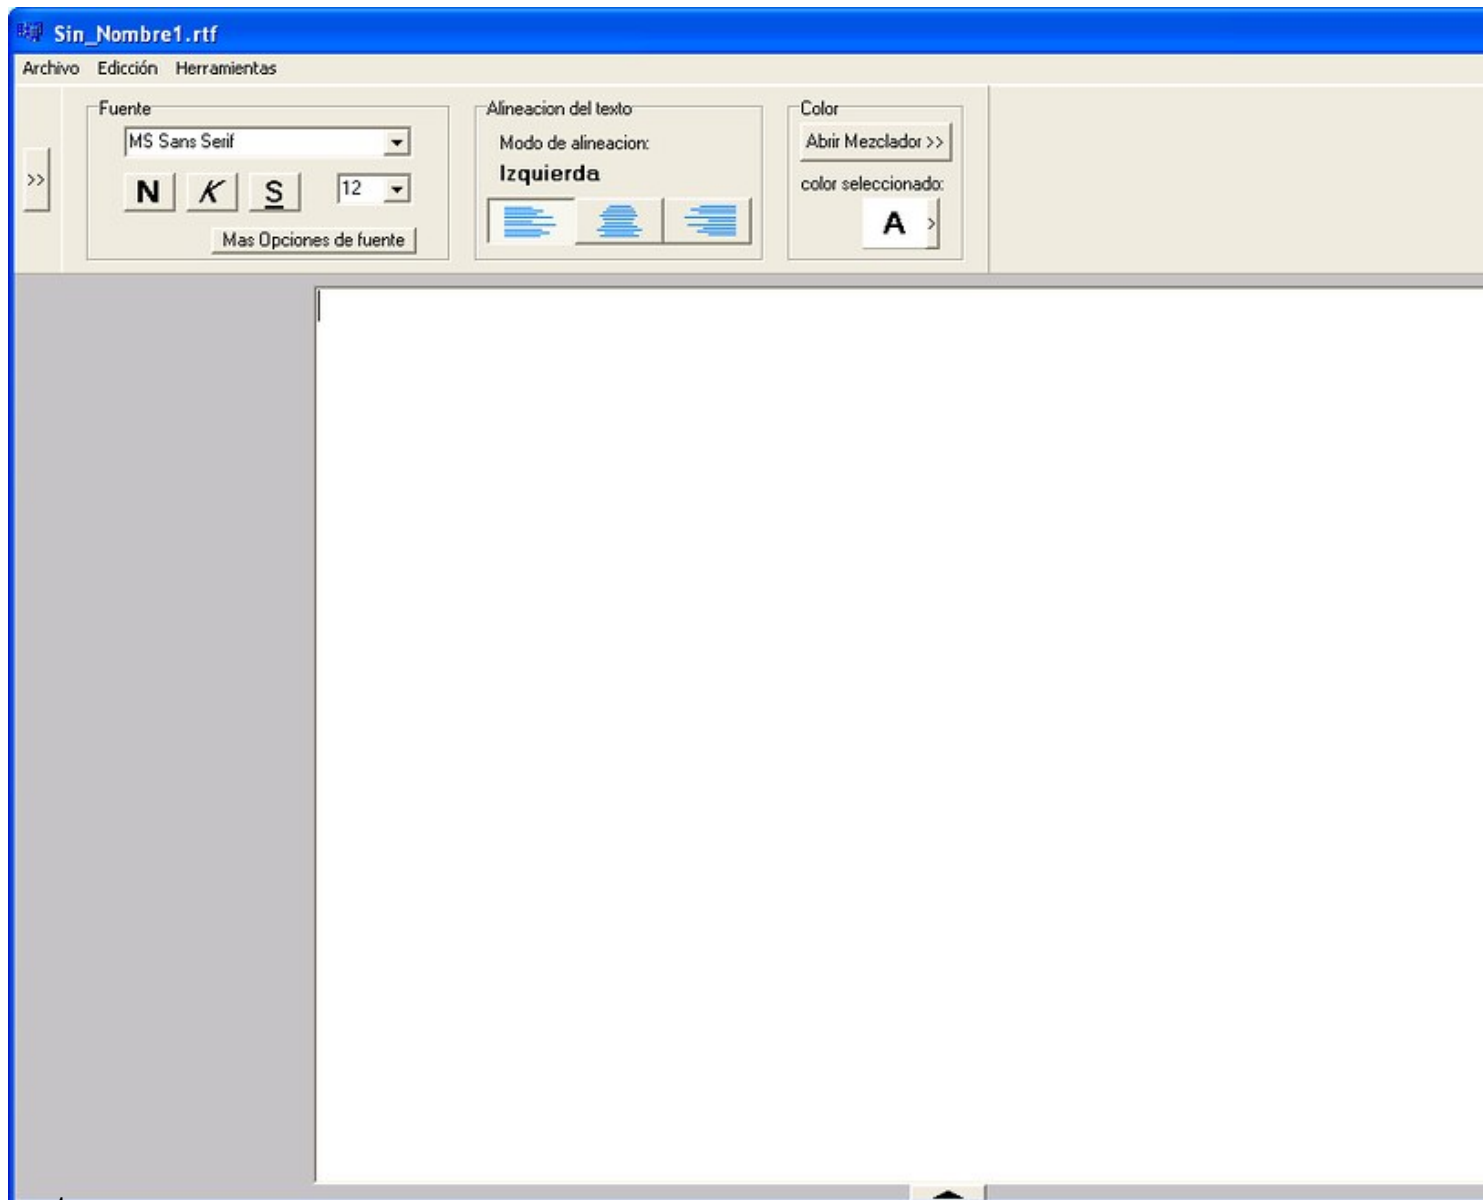 Sin_Nombre1.rtf
Archivo Edicción Herramientas
Fuente
MS Sans Serif
N K S 12
Mas Opciones de fuente
>>
Alineacion del texto
Modo de alineacion:
Izquierda
Color
Abrir Mezclador >>
color seleccionado:
A >